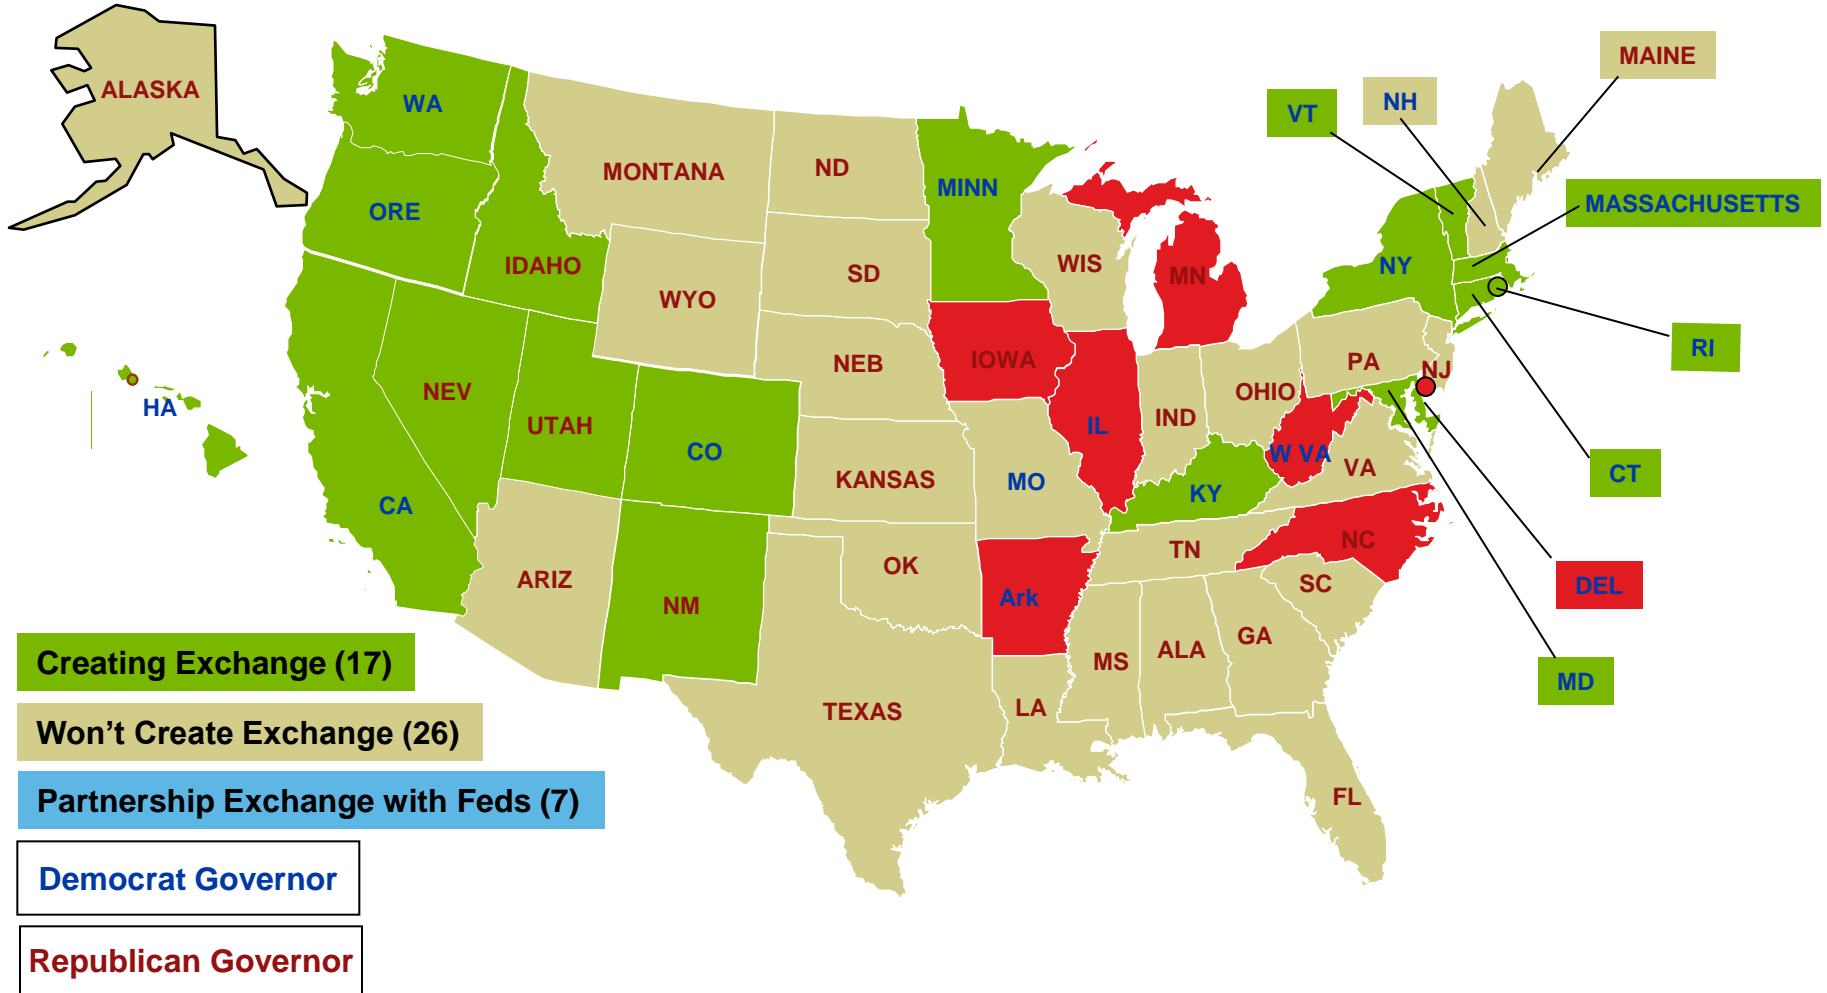 ALASKA
WA
MONTANA
ND
MINN
VT
NH
MAINE
ORE
IDAHO
WYO
SD
WIS
MN
NY
MASSACHUSETTS
RI
HA
NEV
UTAH
CO
NEB
IOWA
IL
IND
OHIO
PA
NJ
CA
KANSAS
MO
KY
W VA
VA
CT
ARIZ
NM
OK
Ark
TN
NC
SC
DEL
MD
TEXAS
LA
MS
ALA
GA
FL
Creating Exchange (17)
Won't Create Exchange (26)
Partnership Exchange with Feds (7)
Democrat Governor
Republican Governor